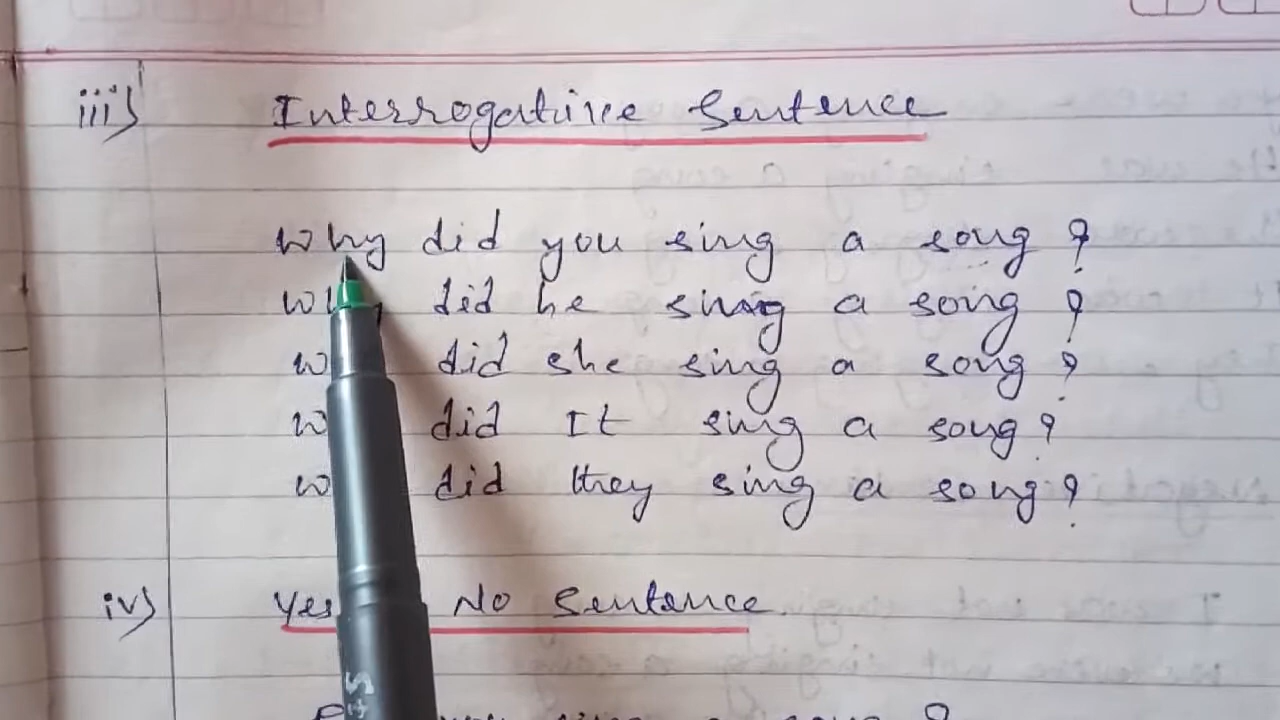 iii) Interrogative Sentence
Why did you sing a song ?
did he sing a song ?
did she sing a song ?
did It sing a song ?
did they sing a song ?
iv) Yes No Sentence